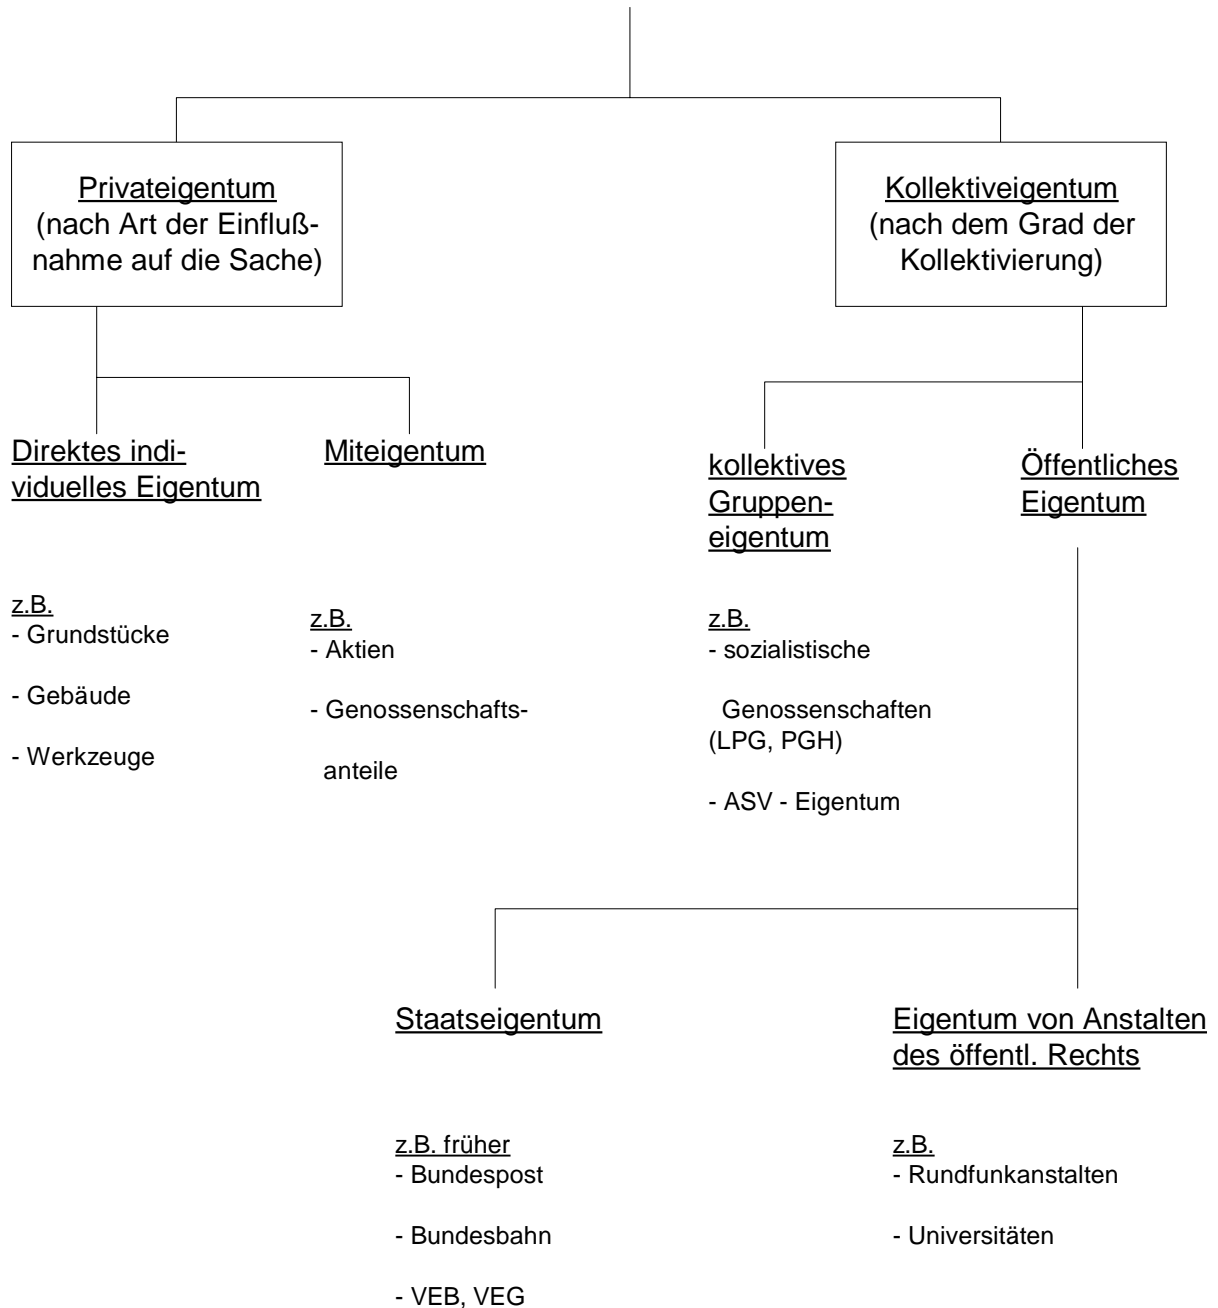 Privateigentum
(nach Art der Einfluß-
nahme auf die Sache)
Kollektiveigentum
(nach dem Grad der
Kollektivierung)
Direktes indi-
viduelles Eigentum
Miteigentum
kollektives
Gruppen-
eigentum
Öffentliches
Eigentum
z.B.
- Grundstücke
- Gebäude
- Werkzeuge
z.B.
- Aktien
- Genossenschafts-
anteile
z.B.
- sozialistische
Genossenschaften
(LPG, PGH)
- ASV - Eigentum
Staatseigentum
Eigentum von Anstalten
des öffentl. Rechts
z.B. früher
- Bundespost
- Bundesbahn
- VEB, VEG
z.B.
- Rundfunkanstalten
- Universitäten